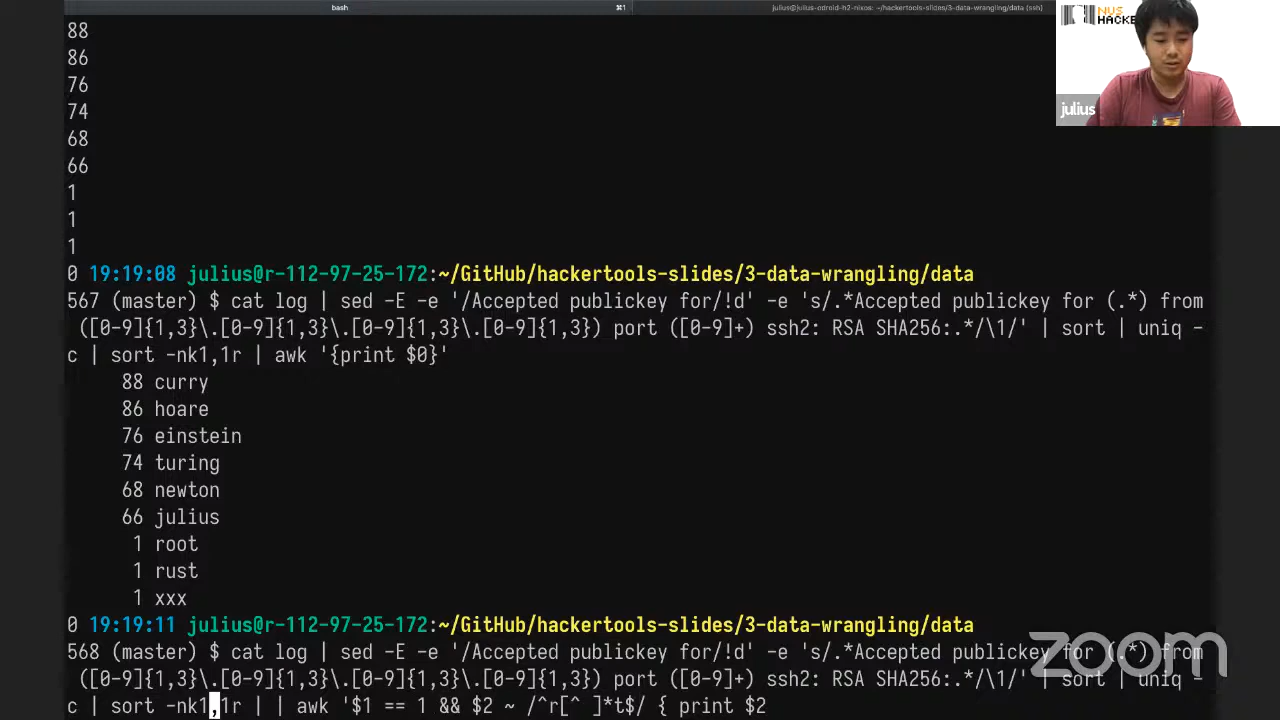 bash
⌘1
julius@julius-odroid-h2-nixos: ~/hackertools-slides/3-data-wrangling/data (ssh)
NUS
HACKE
julius
88
86
76
74
68
66
1
1
1
0 19:19:08 julius@r-112-97-25-172:~/GitHub/hackertools-slides/3-data-wrangling/data
567 (master) $ cat log | sed -E -e '/Accepted publickey for/!d' -e 's/.*Accepted publickey for (.*) from
([0-9]{1,3}\.[0-9]{1,3}\.[0-9]{1,3}\.[0-9]{1,3}) port ([0-9]+) ssh2: RSA SHA256:.*/\1/' | sort | uniq -
c | sort -nk1,1r | awk '{print $0}'
88 curry
86 hoare
76 einstein
74 turing
68 newton
66 julius
1 root
1 rust
1 xxx
0 19:19:11 julius@r-112-97-25-172:~/GitHub/hackertools-slides/3-data-wrangling/data
568 (master) $ cat log | sed -E -e '/Accepted publickey for/!d' -e 's/.*Accepted publickey for (.*) from
([0-9]{1,3}\.[0-9]{1,3}\.[0-9]{1,3}\.[0-9]{1,3}) port ([0-9]+) ssh2: RSA SHA256:.*/\1/' | sort | uniq -
c | sort -nk1,1r | | awk '$1 == 1 && $2 ~ /^r[^ ]*t$/ { print $2
zoom